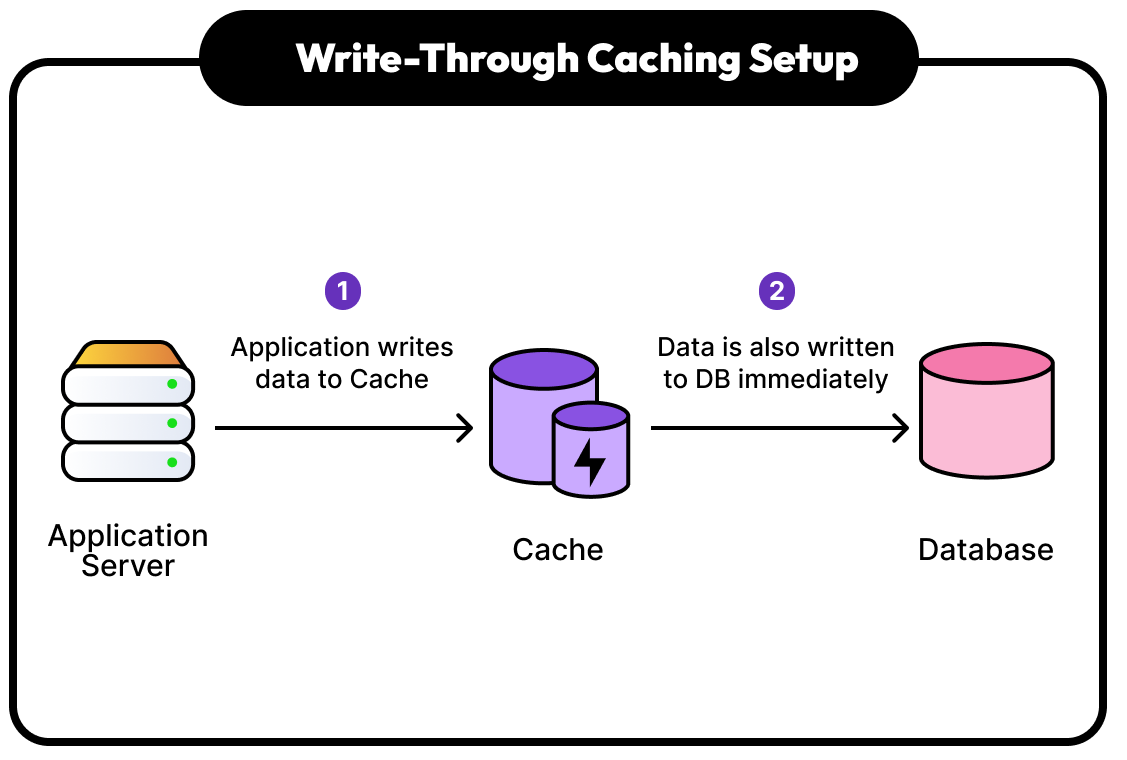 Write-Through Caching Setup
1
Application writes
data to Cache
2
Data is also written
to DB immediately
Application
Server
Cache
Database